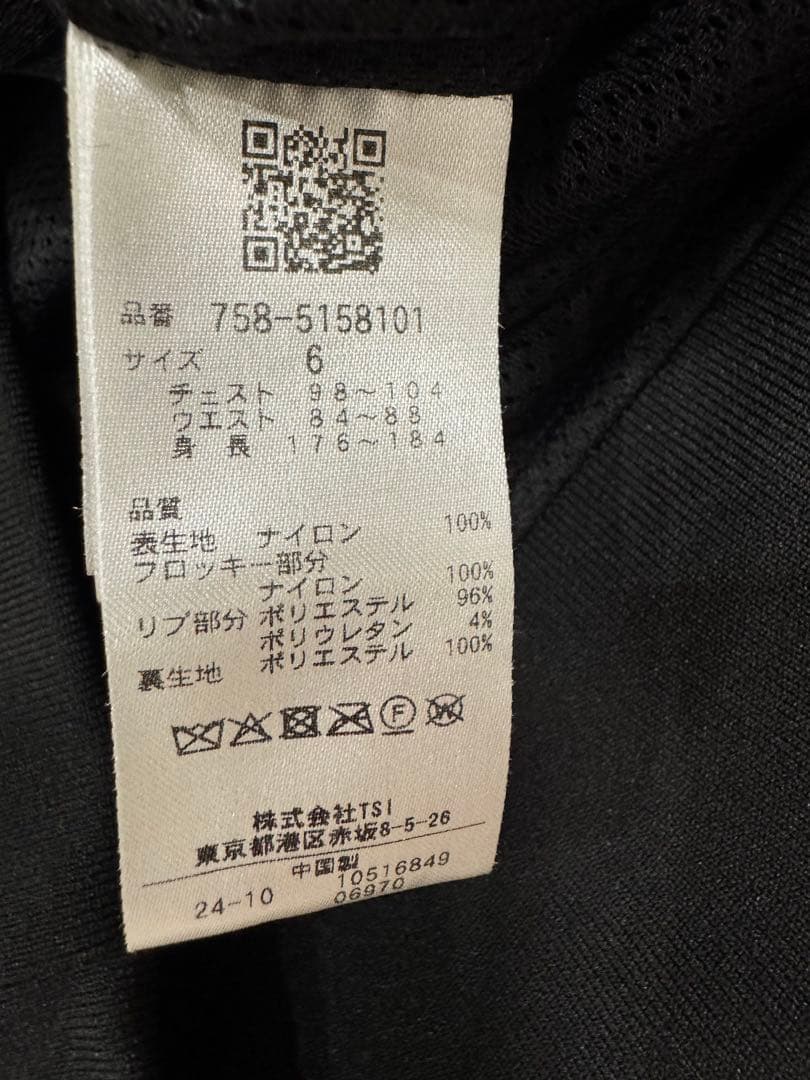 品番 758-5158101
サイズ 6
チェスト 98～104
ウエスト 84～88
身長 176～184
品質
表生地 ナイロン 100%
フロッキー部分
ナイロン 100%
リブ部分 ポリエステル 96%
ポリウレタン 4%
裏生地 ポリエステル 100%
F W
株式会社TSI
東京都港区赤坂8-5-26
中国製
24-10 10516849
06970